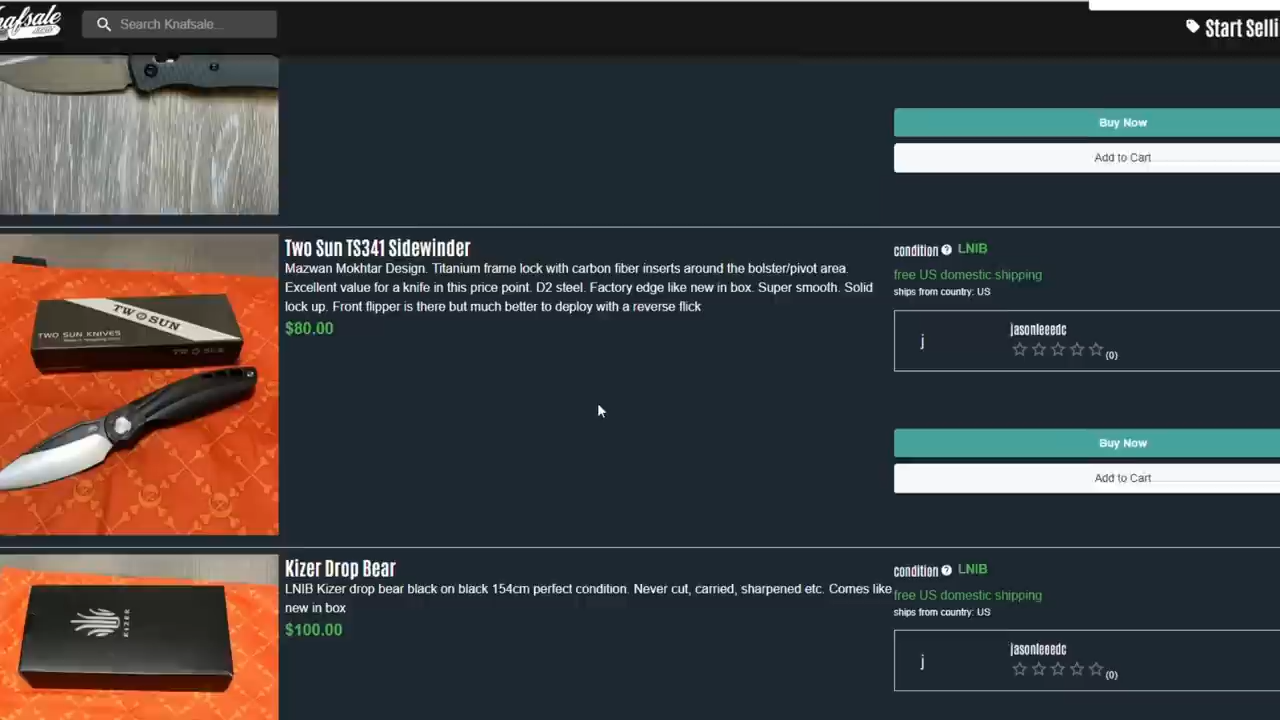 Knafsale
Search Knafsale...
Start Selli
Buy Now
Add to Cart
Two Sun TS341 Sidewinder
Mazwan Mokhtar Design. Titanium frame lock with carbon fiber inserts around the bolster/pivot area.
Excellent value for a knife in this price point. D2 steel. Factory edge like new in box. Super smooth. Solid
lock up. Front flipper is there but much better to deploy with a reverse flick
$80.00
condition ? LNIB
free US domestic shipping
ships from country: US
j
jasonleeedc
(0)
Buy Now
Add to Cart
TWO SUN
TWO SUN KNIVES
TWO SUN
Kizer Drop Bear
LNIB Kizer drop bear black on black 154cm perfect condition. Never cut, carried, sharpened etc. Comes like
new in box
$100.00
condition ? LNIB
free US domestic shipping
ships from country: US
j
jasonleeedc
(0)
KIZER